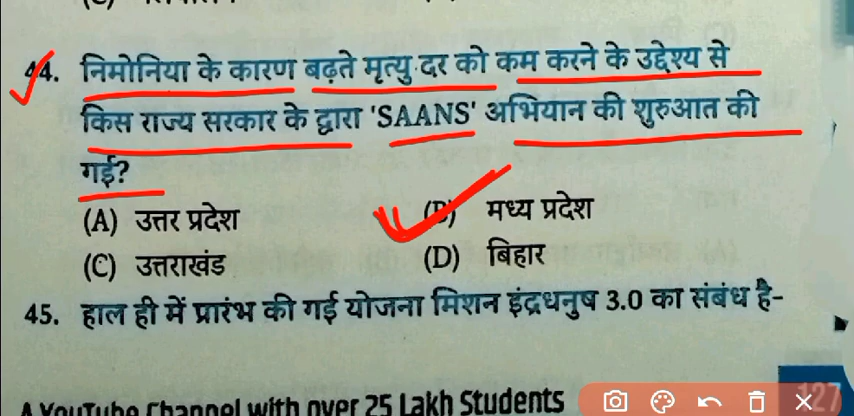 44. निमोनिया के कारण बढ़ते मृत्यु दर को कम करने के उद्देश्य से
किस राज्य सरकार के द्वारा 'SAANS' अभियान की शुरुआत की
गई?
(A) उत्तर प्रदेश (B) मध्य प्रदेश
(C) उत्तराखंड (D) बिहार
45. हाल ही में प्रारंभ की गई योजना मिशन इंद्रधनुष 3.0 का संबंध है-
A YouTube Channel with over 25 Lakh Students 127